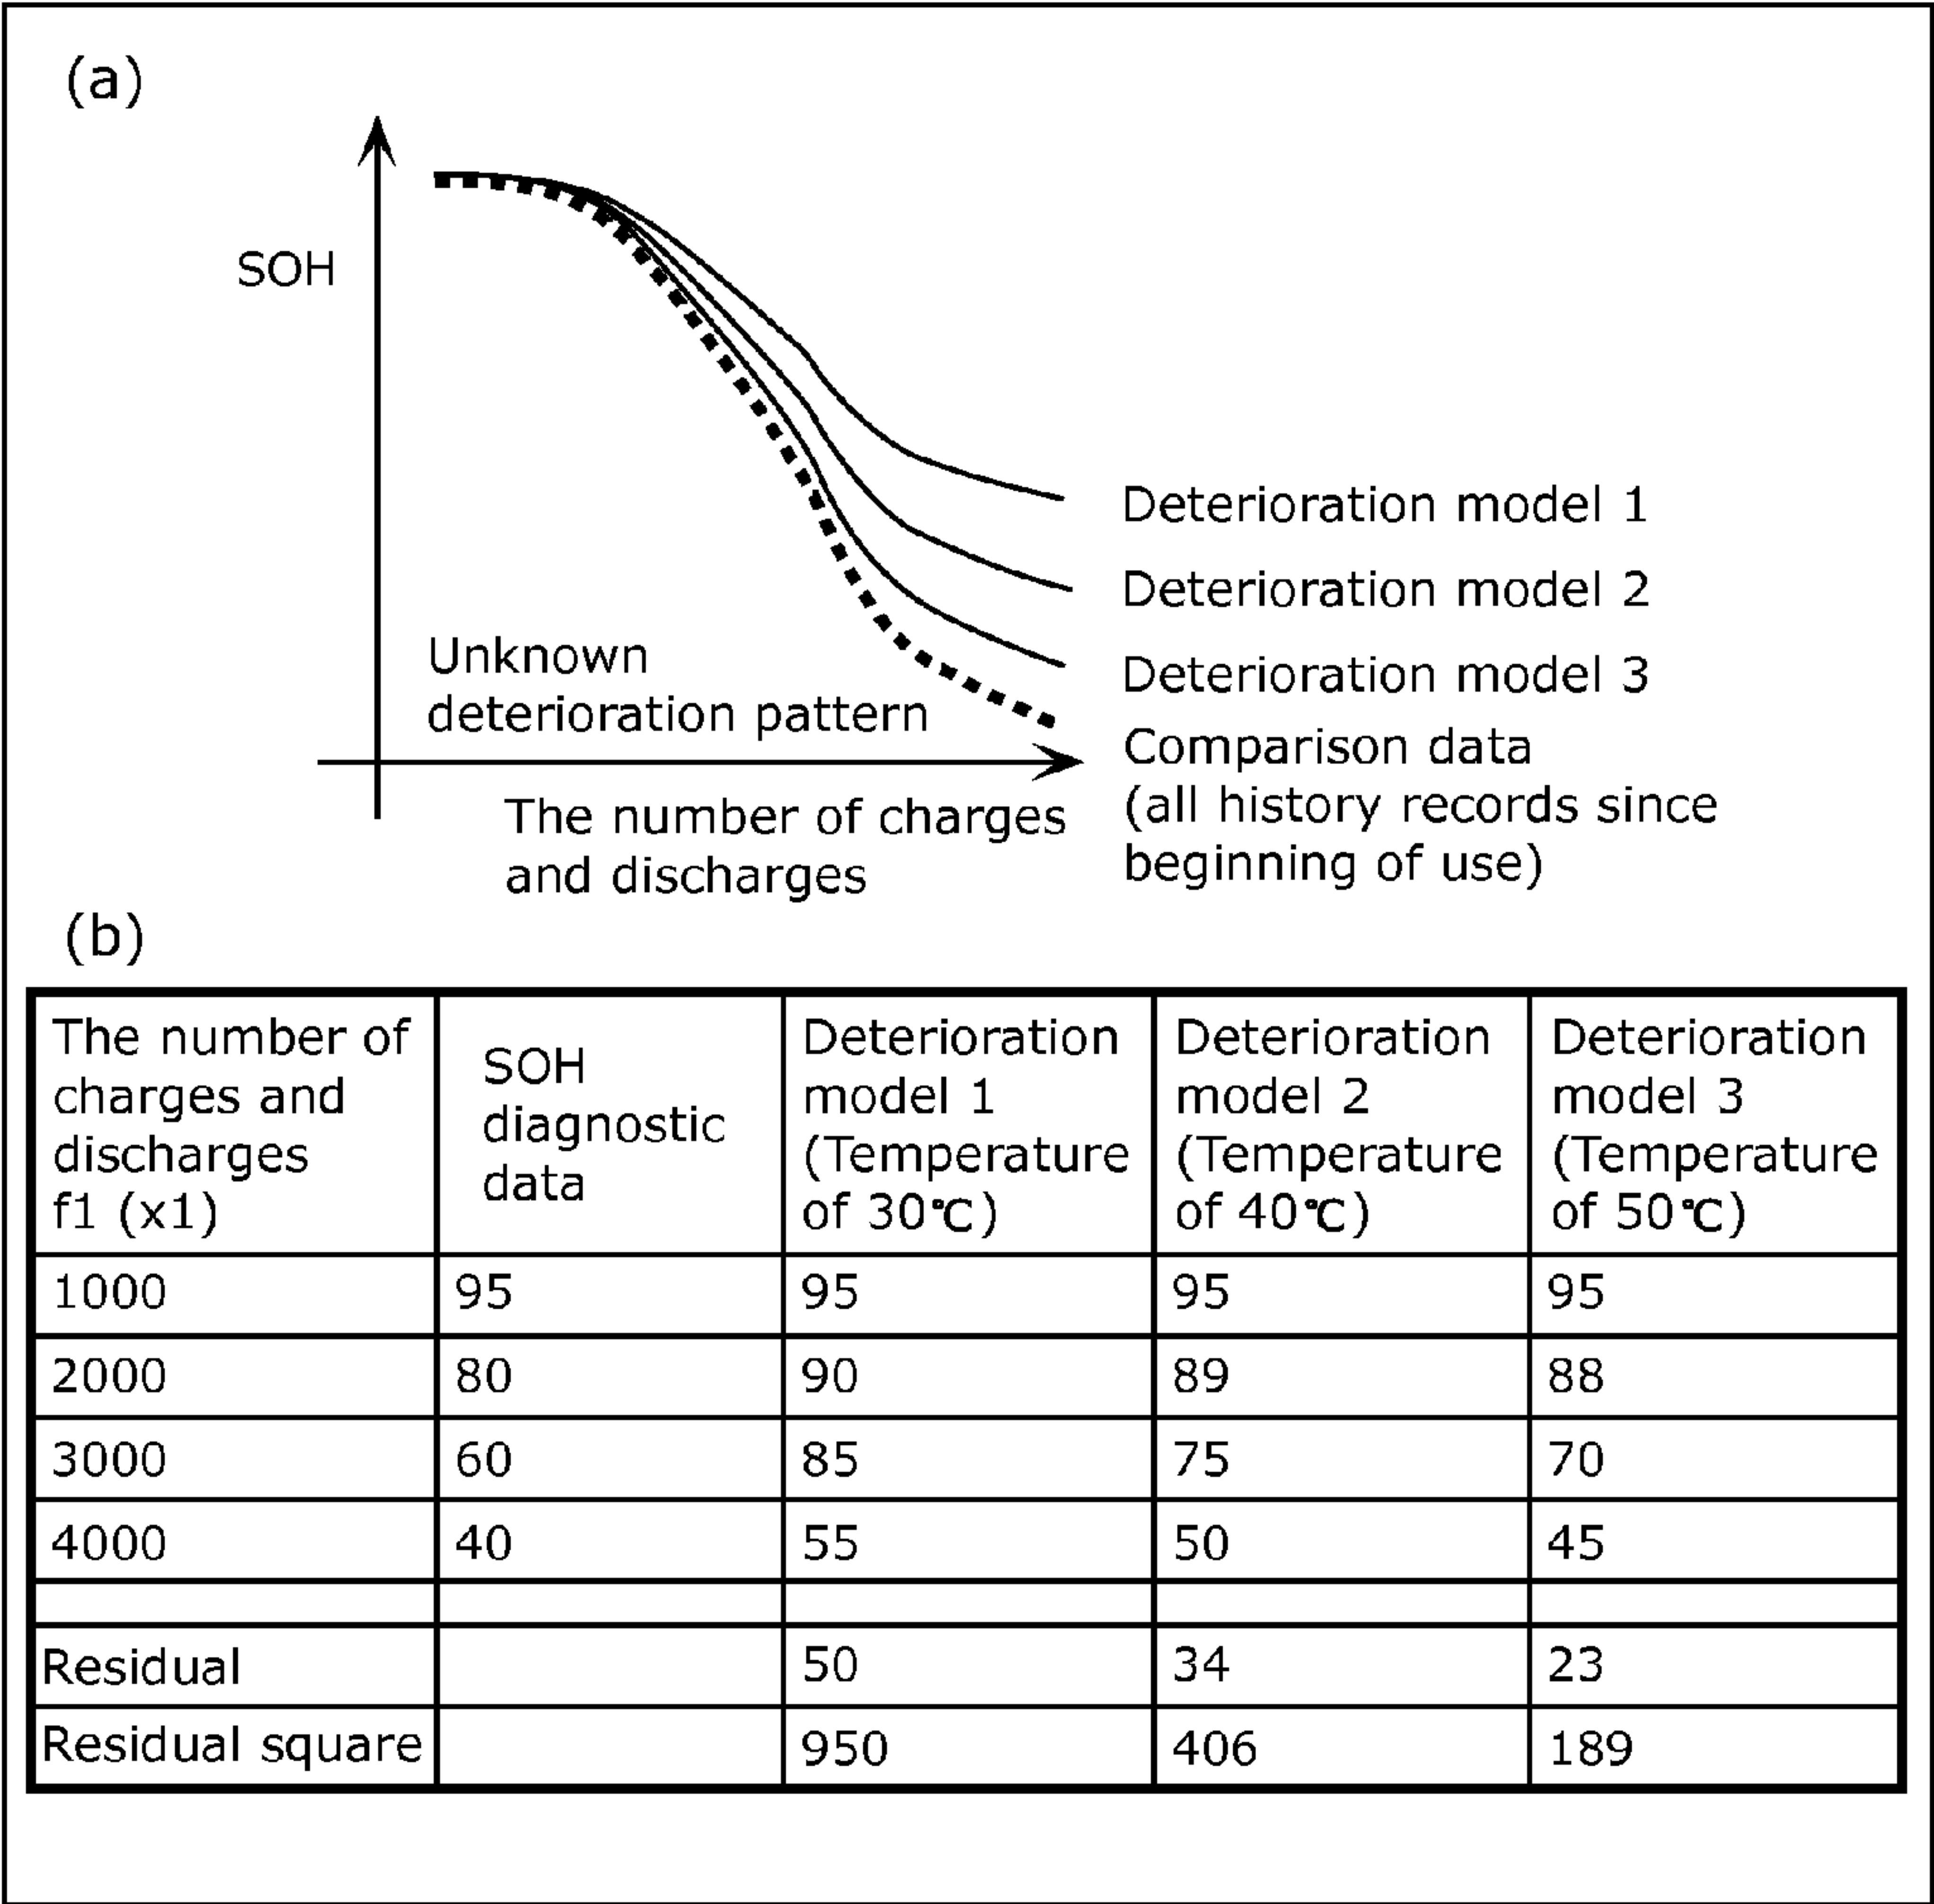 (a)
SOH
Unknown
deterioration pattern
Deterioration model 1
Deterioration model 2
Deterioration model 3
Comparison data
(all history records since
beginning of use)
The number of charges
and discharges
(b)
The number of
charges and
discharges
f1 (x1)
SOH
diagnostic
data
Deterioration
model 1
(Temperature
of 30℃)
Deterioration
model 2
(Temperature
of 40℃)
Deterioration
model 3
(Temperature
of 50℃)
1000 95 95 95 95
2000 80 90 89 88
3000 60 85 75 70
4000 40 55 50 45
Residual 50 34 23
Residual square 950 406 189